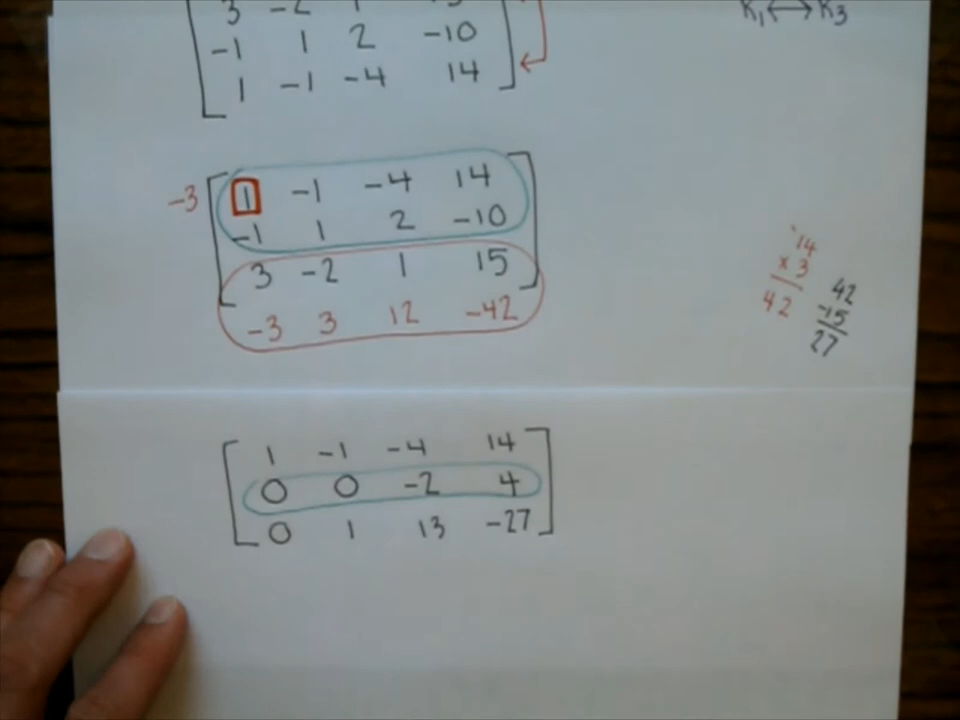 3 -2 1
R₁ ↔ R₃
-1 1 2 -10
1 -1 -4 14
-3
1 -1 -4 14
-1 1 2 -10
3 -2 1 15
-3 3 12 -42
14
× 3
42
42
-15
27
1 -1 -4 14
0 0 -2 4
0 1 13 -27